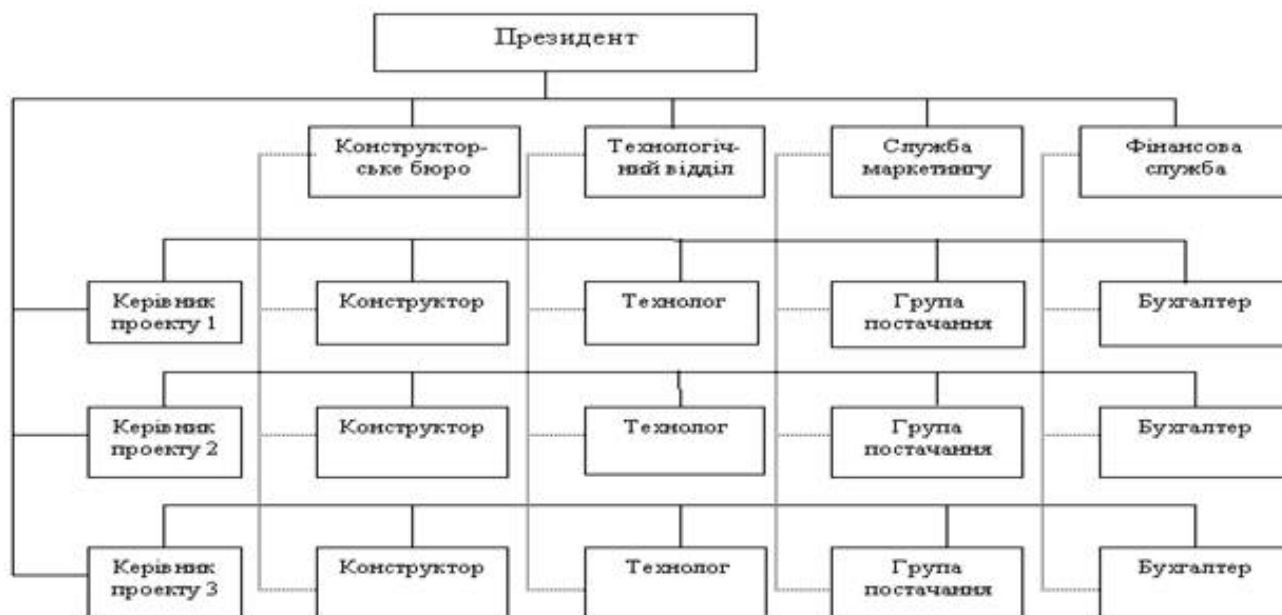 Президент
Конструктор-
ське бюро
Технологіч-
ний відділ
Служба
маркетингу
Фінансова
служба
Керівник
проекту 1
Конструктор
Технолог
Група
постачання
Бухгалтер
Керівник
проекту 2
Конструктор
Технолог
Група
постачання
Бухгалтер
Керівник
проекту 3
Конструктор
Технолог
Група
постачання
Бухгалтер